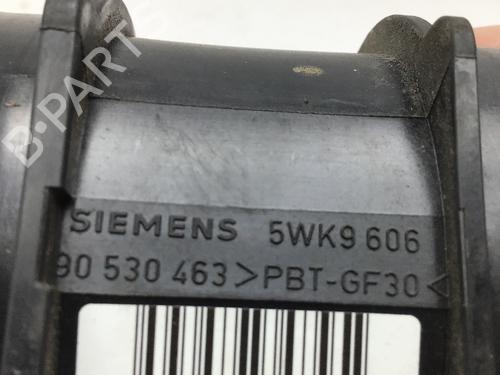 B-PARTS
SIEMENS 5WK9 606
90 530 463 >PBT-GF30<